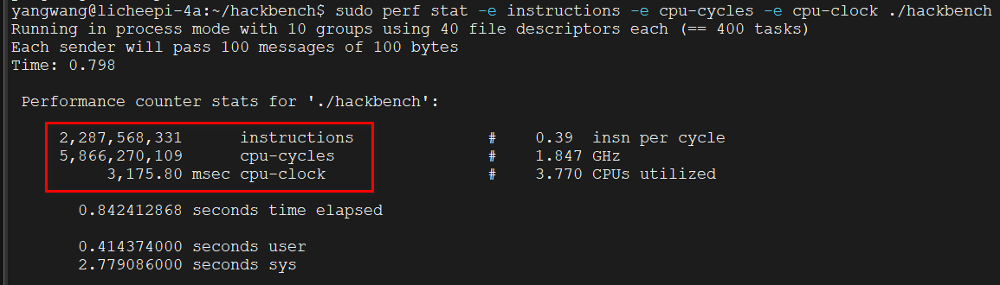 yangwang@licheepi-4a:~/hackbench$ sudo perf stat -e instructions -e cpu-cycles -e cpu-clock ./hackbench
Running in process mode with 10 groups using 40 file descriptors each (== 400 tasks)
Each sender will pass 100 messages of 100 bytes
Time: 0.798
Performance counter stats for './hackbench':
2,287,568,331 instructions # 0.39 insn per cycle
5,866,270,109 cpu-cycles # 1.847 GHz
3,175.80 msec cpu-clock # 3.770 CPUs utilized
0.842412868 seconds time elapsed
0.414374000 seconds user
2.779086000 seconds sys